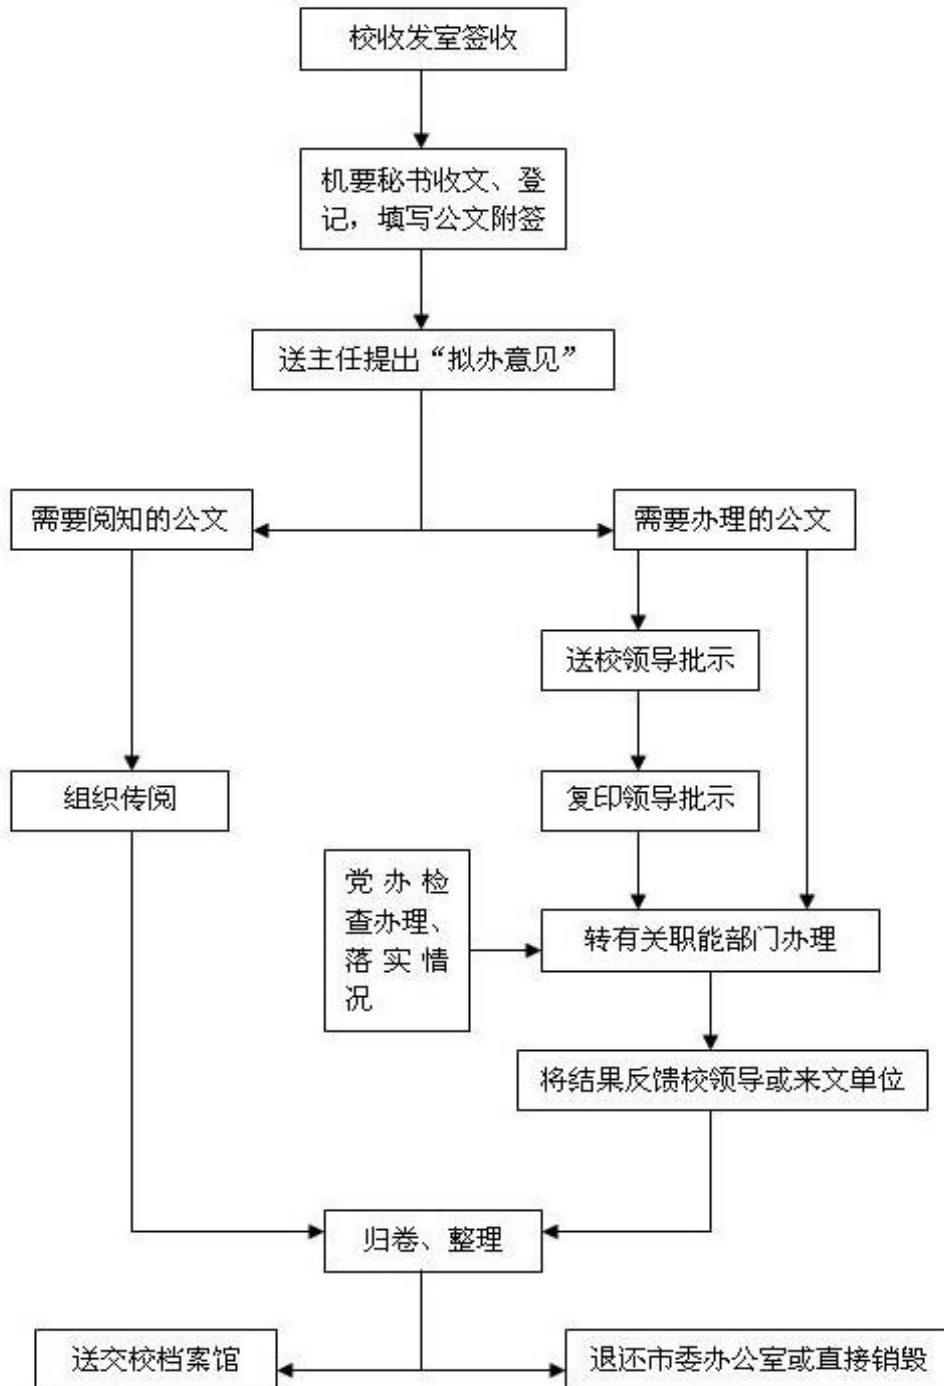 校收发室签收
机要秘书收文、登
记，填写公文附签
送主任提出“拟办意见”
需要阅知的公文
需要办理的公文
送校领导批示
组织传阅
复印领导批示
党办检
查办理、
落实情
况
转有关职能部门办理
将结果反馈校领导或来文单位
归卷、整理
送交校档案馆
退还市委办公室或直接销毁